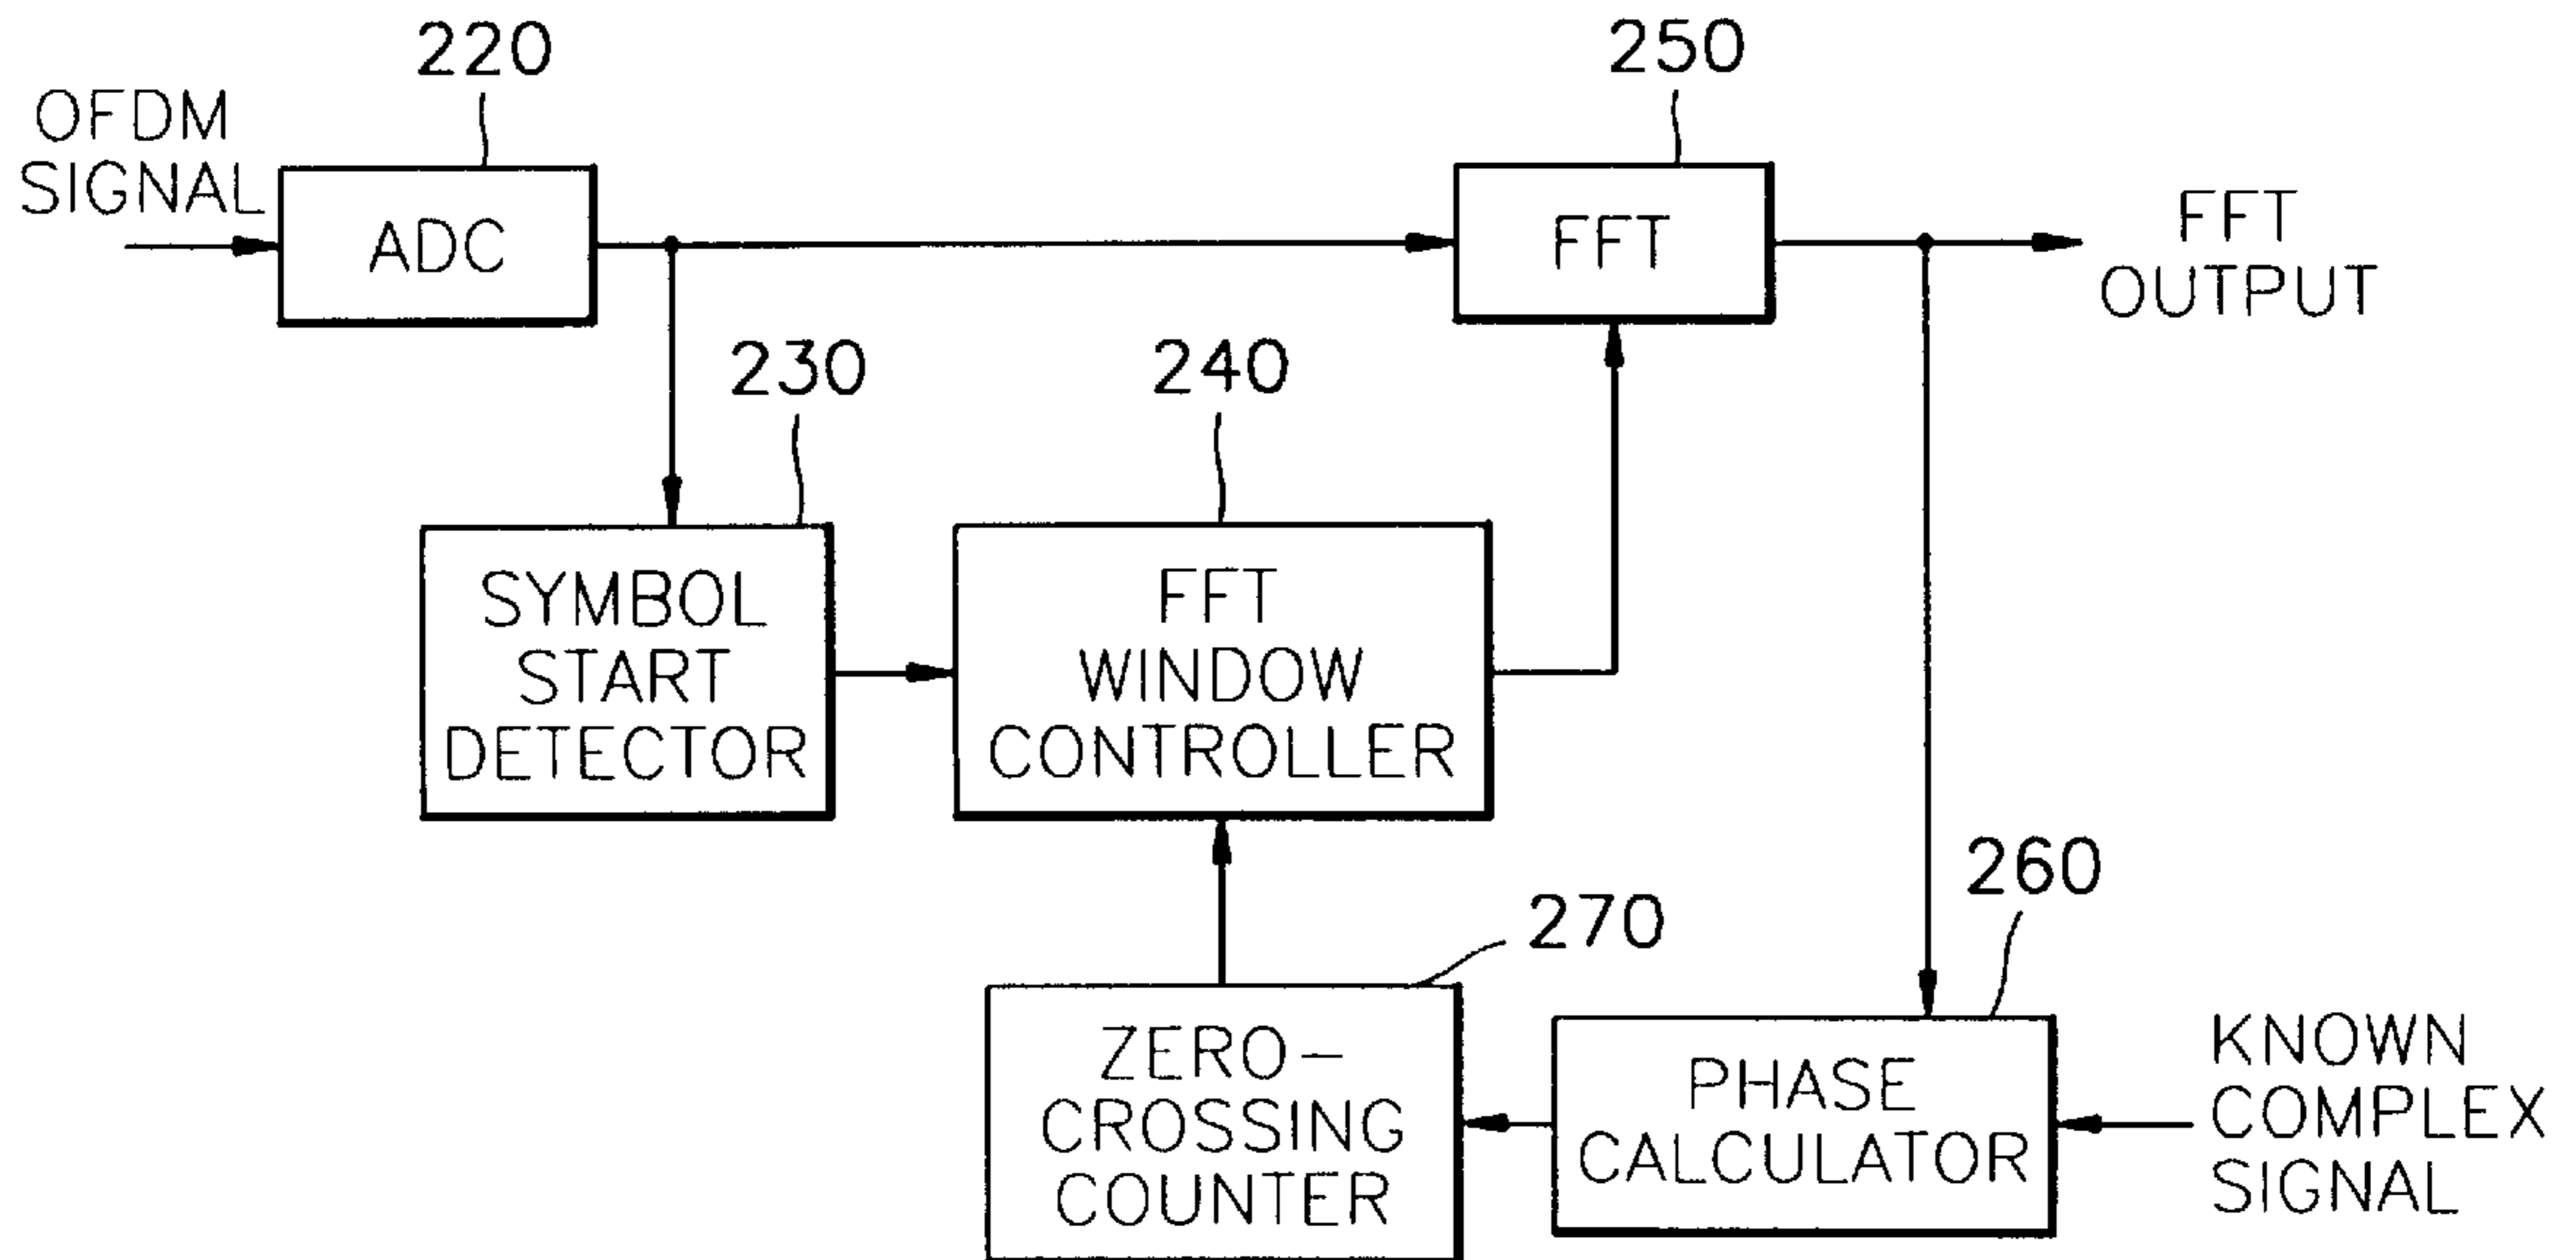 220
250
OFDM
SIGNAL
ADC
FFT
FFT
OUTPUT
230
240
SYMBOL
START
DETECTOR
FFT
WINDOW
CONTROLLER
260
270
ZERO-
CROSSING
COUNTER
PHASE
CALCULATOR
KNOWN
COMPLEX
SIGNAL